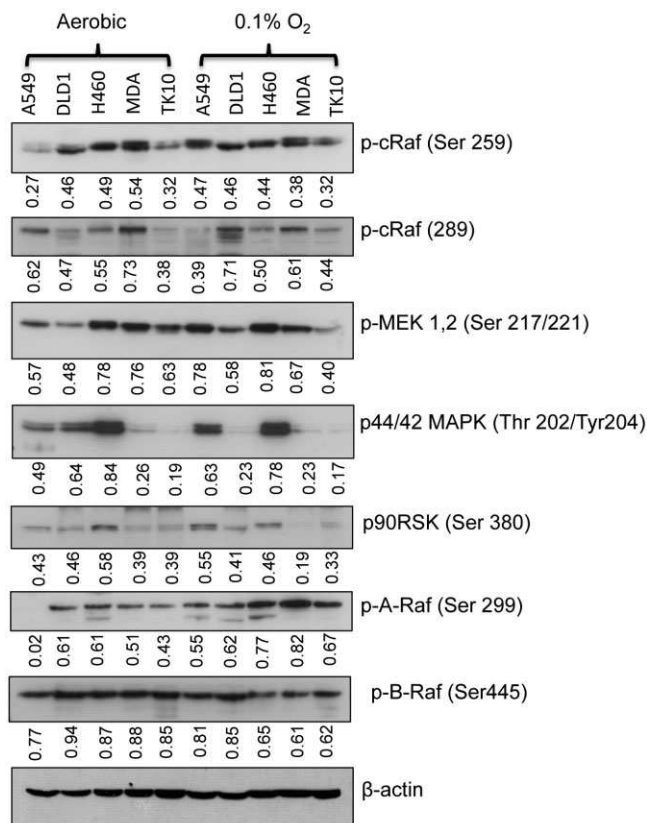 Aerobic 0.1% O₂
A549 DLD1 H460 MDA TK10 A549 DLD1 H460 MDA TK10
p-cRaf (Ser 259)
0.27 0.46 0.49 0.54 0.32 0.47 0.46 0.44 0.38 0.32
p-cRaf (289)
0.62 0.47 0.55 0.73 0.38 0.39 0.71 0.50 0.61 0.44
p-MEK 1,2 (Ser 217/221)
0.57 0.48 0.78 0.76 0.63 0.78 0.58 0.81 0.67 0.40
p44/42 MAPK (Thr 202/Tyr204)
0.49 0.64 0.84 0.26 0.19 0.63 0.23 0.78 0.23 0.17
p90RSK (Ser 380)
0.43 0.46 0.58 0.39 0.39 0.55 0.41 0.46 0.19 0.33
p-A-Raf (Ser 299)
0.02 0.61 0.61 0.51 0.43 0.55 0.62 0.77 0.82 0.67
p-B-Raf (Ser445)
0.77 0.94 0.87 0.88 0.85 0.81 0.85 0.65 0.61 0.62
β-actin